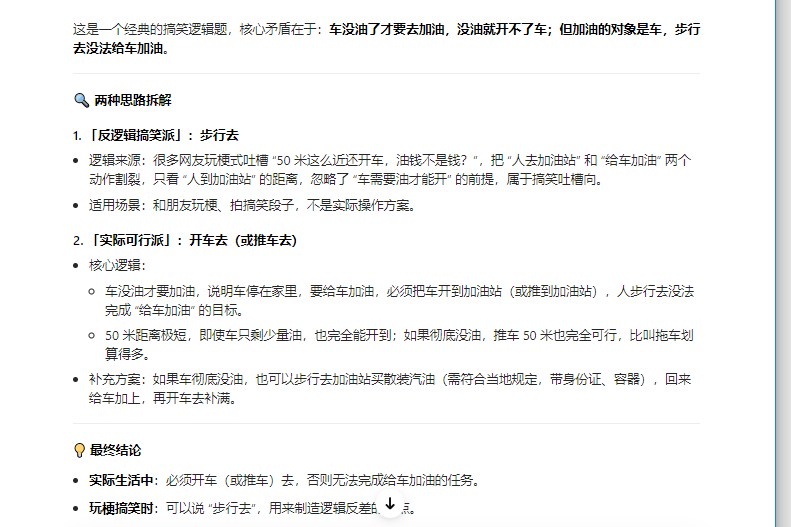 这是一个经典的搞笑逻辑题，核心矛盾在于：车没油了才要去加油，没油就开不了车；但加油的对象是车，步行
去没法给车加油。
🔍 两种思路拆解
1. 「反逻辑搞笑派」：步行去
• 逻辑来源：很多网友玩梗式吐槽 “50 米这么近还开车，油钱不是钱？”，把 “人去加油站” 和 “给车加油” 两个
动作割裂，只看 “人到加油站” 的距离，忽略了 “车需要油才能开” 的前提，属于搞笑吐槽向。
• 适用场景：和朋友玩梗、拍搞笑段子，不是实际操作方案。
2. 「实际可行派」：开车去（或推车去）
• 核心逻辑：
○ 车没油才要加油，说明车停在家里，要给车加油，必须把车开到加油站（或推到加油站），人步行去没法
完成 “给车加油” 的目标。
○ 50 米距离极短，即使车只剩少量油，也完全能开到；如果彻底没油，推车 50 米也完全可行，比叫拖车划
算得多。
• 补充方案：如果车彻底没油，也可以步行去加油站买散装汽油（需符合当地规定，带身份证、容器），回来
给车加上，再开车去补满。
💡 最终结论
• 实际生活中：必须开车（或推车）去，否则无法完成给车加油的任务。
• 玩梗搞笑时：可以说 “步行去”，用来制造逻辑反差的 点。